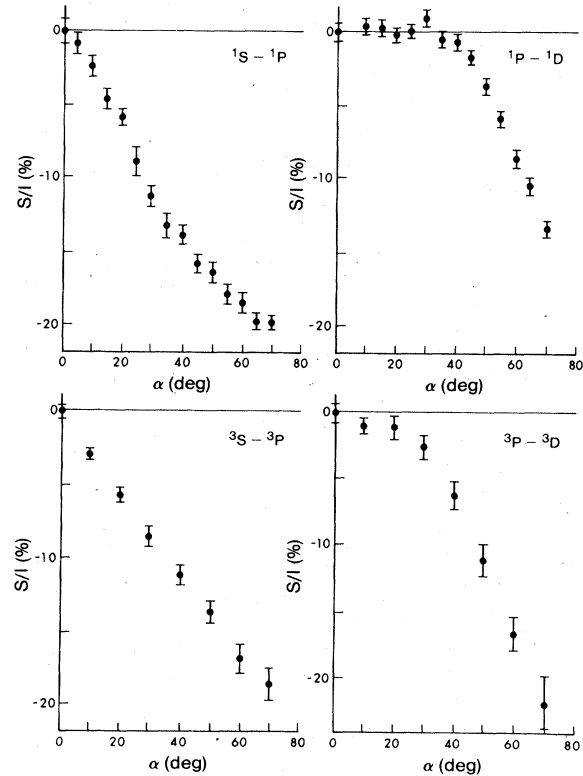 0
-10
-20
S/I (%)
¹S – ¹P
0 20 40 60 80
α (deg)
0
-10
-20
S/I (%)
¹P – ¹D
0 20 40 60 80
α (deg)
0
-10
-20
S/I (%)
³S – ³P
0 20 40 60 80
α (deg)
0
-10
-20
S/I (%)
³P – ³D
0 20 40 60 80
α (deg)